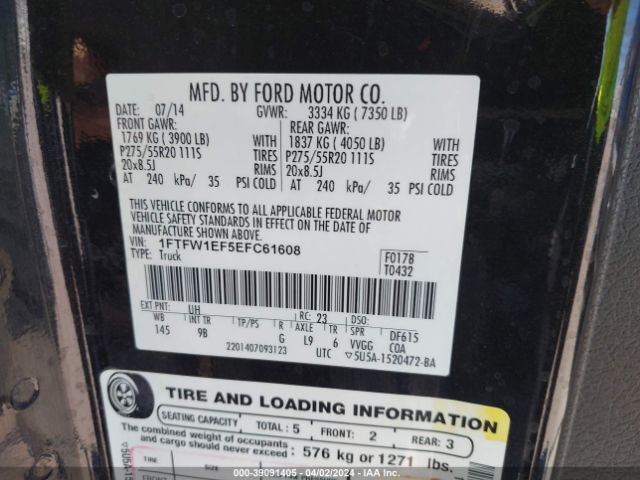 MFD. BY FORD MOTOR CO.
DATE: 07/14 GVWR: 3334 KG ( 7350 LB)
FRONT GAWR: REAR GAWR:
1769 KG ( 3900 LB) WITH 1837 KG ( 4050 LB) WITH
P275/55R20 111S TIRES P275/55R20 111S TIRES
20x8.5J RIMS 20x8.5J RIMS
AT 240 kPa/ 35 PSI COLD AT 240 kPa/ 35 PSI COLD
THIS VEHICLE CONFORMS TO ALL APPLICABLE FEDERAL MOTOR
VEHICLE SAFETY STANDARDS IN EFFECT ON THE DATE OF
MANUFACTURE SHOWN ABOVE.
VIN: 1FTFW1EF5EFC61608 F0178
TYPE: Truck T0432
EXT PNT: UH RC: 23 DSO:
WB INT TR TP/PS R AXLE TR DF615
145 9B G L9 6 VVGG COA
2201407093123 UTC 5U5A-1520472-BA
TIRE AND LOADING INFORMATION
SEATING CAPACITY TOTAL : 5 FRONT: 2 REAR: 3
The combined weight of occupants
and cargo should never exceed : 576 kg or 1271 lbs.
TIRE SIZE
IAA: 39091405 - 04/02/2024 - IAAI.com